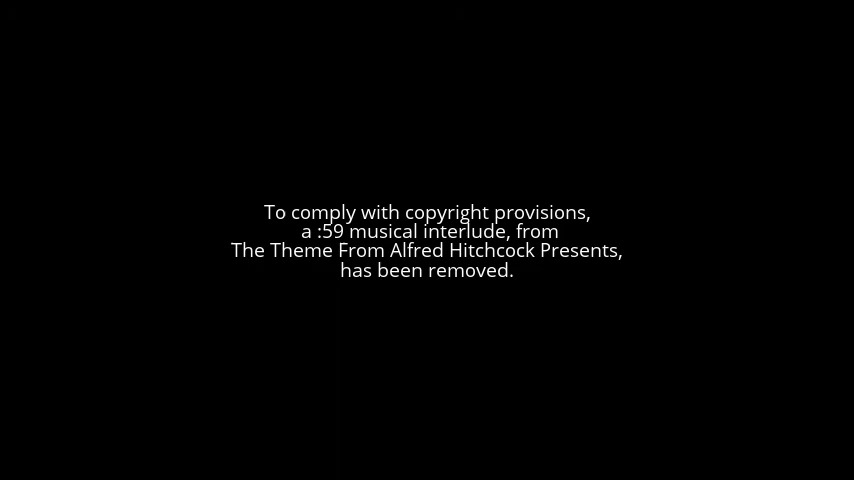 To comply with copyright provisions,
a :59 musical interlude, from
The Theme From Alfred Hitchcock Presents,
has been removed.